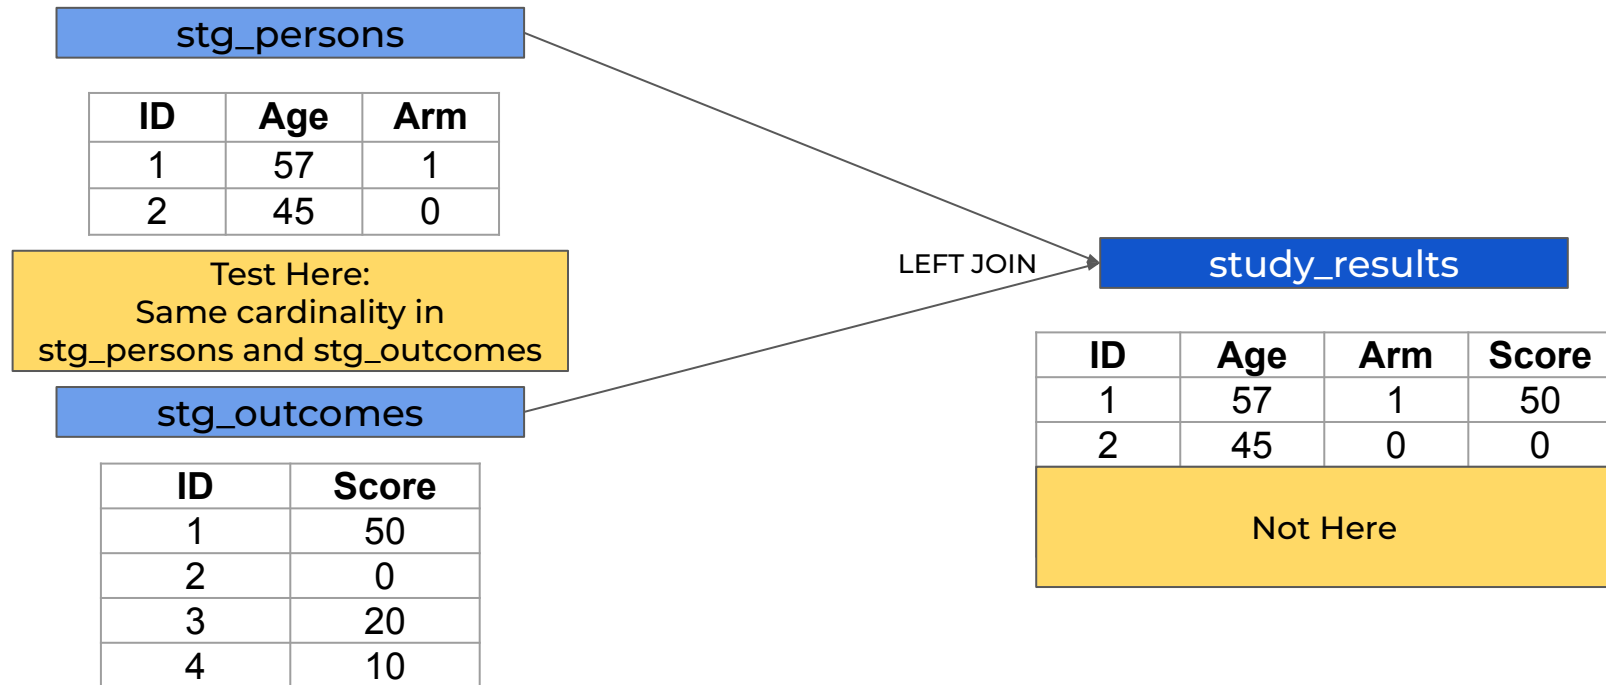 stg_persons
ID Age Arm
1 57 1
2 45 0
Test Here:
Same cardinality in
stg_persons and stg_outcomes
stg_outcomes
ID Score
1 50
2 0
3 20
4 10
LEFT JOIN
study_results
ID Age Arm Score
1 57 1 50
2 45 0 0
Not Here